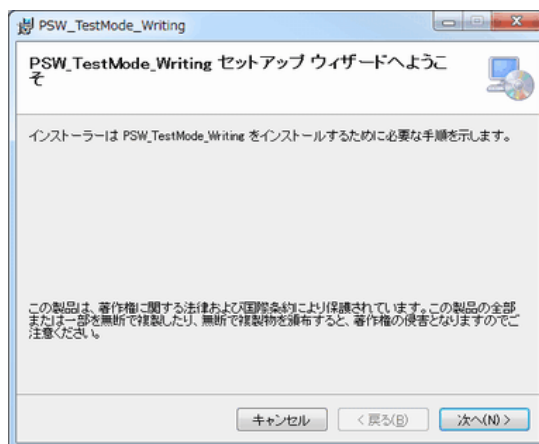 PSW_TestMode_Writing
PSW_TestMode_Writing セットアップ ウィザードへようこ
そ
インストーラーは PSW_TestMode_Writing をインストールするために必要な手順を示します。
この製品は、著作権に関する法律および国際条約により保護されています。この製品の全部
または一部を無断で複製したり、無断で複製物を頒布すると、著作権の侵害となりますのでご
注意ください。
キャンセル
< 戻る(B)
次へ(N) >